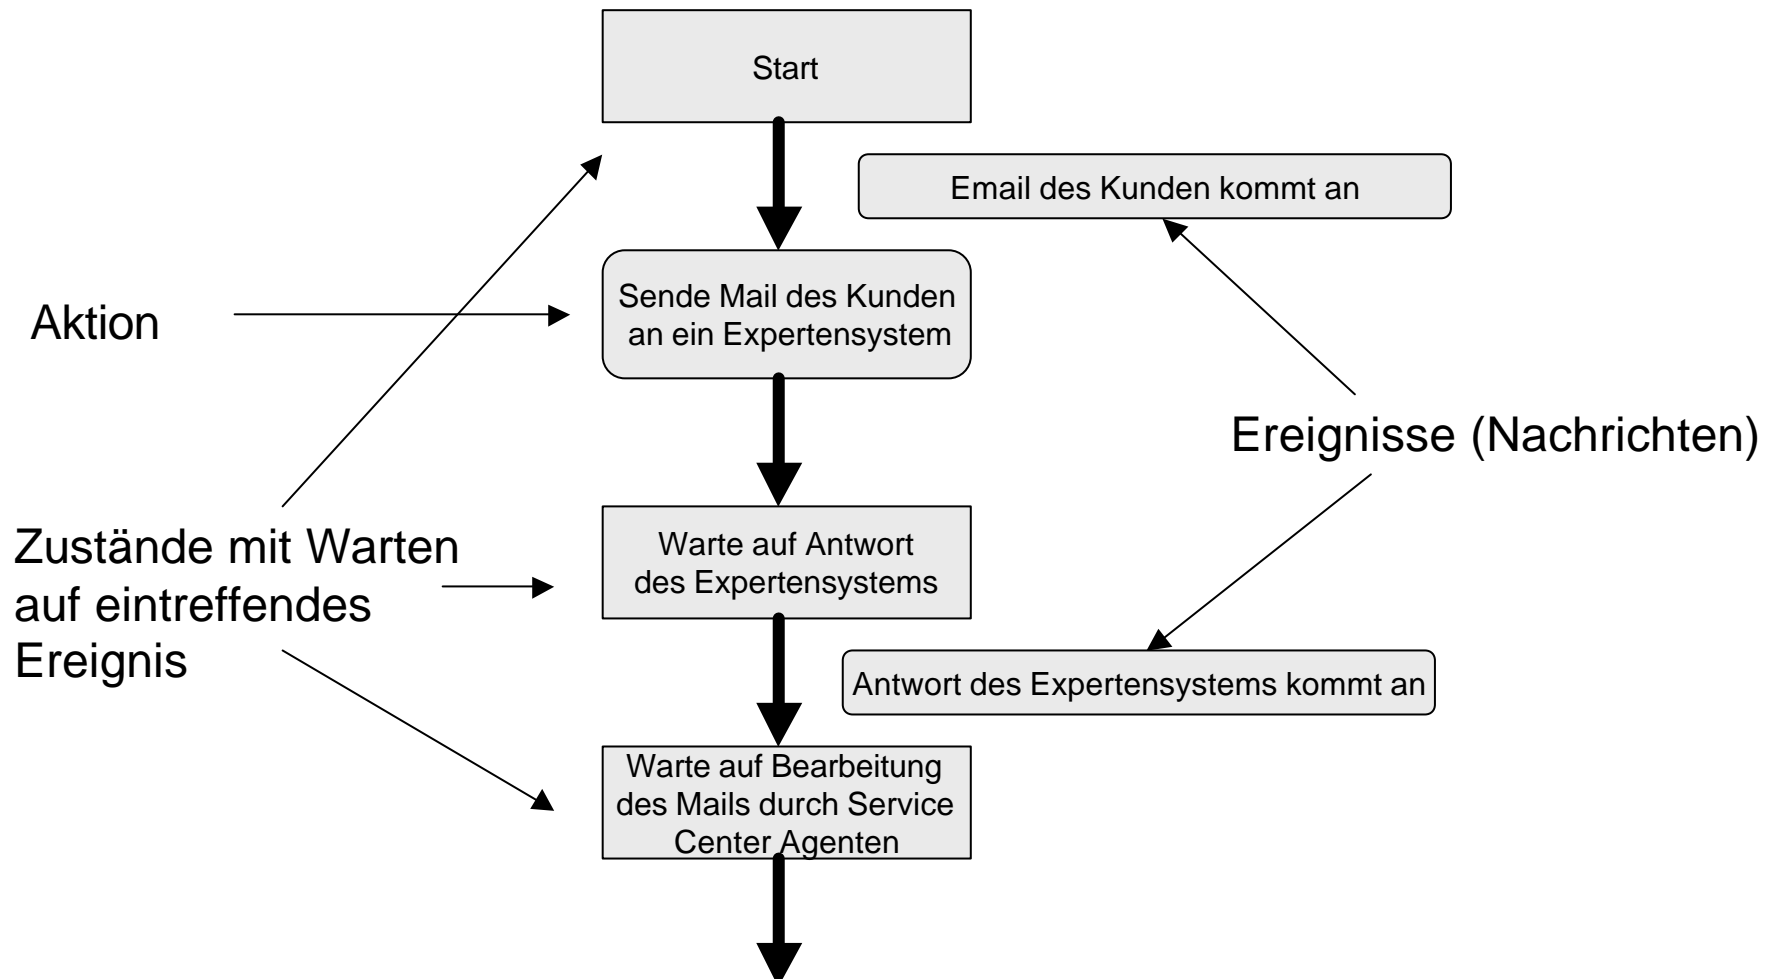 Start
Email des Kunden kommt an
Sende Mail des Kunden
an ein Expertensystem
Aktion
Ereignisse (Nachrichten)
Zustände mit Warten
auf eintreffendes
Ereignis
Warte auf Antwort
des Expertensystems
Antwort des Expertensystems kommt an
Warte auf Bearbeitung
des Mails durch Service
Center Agenten